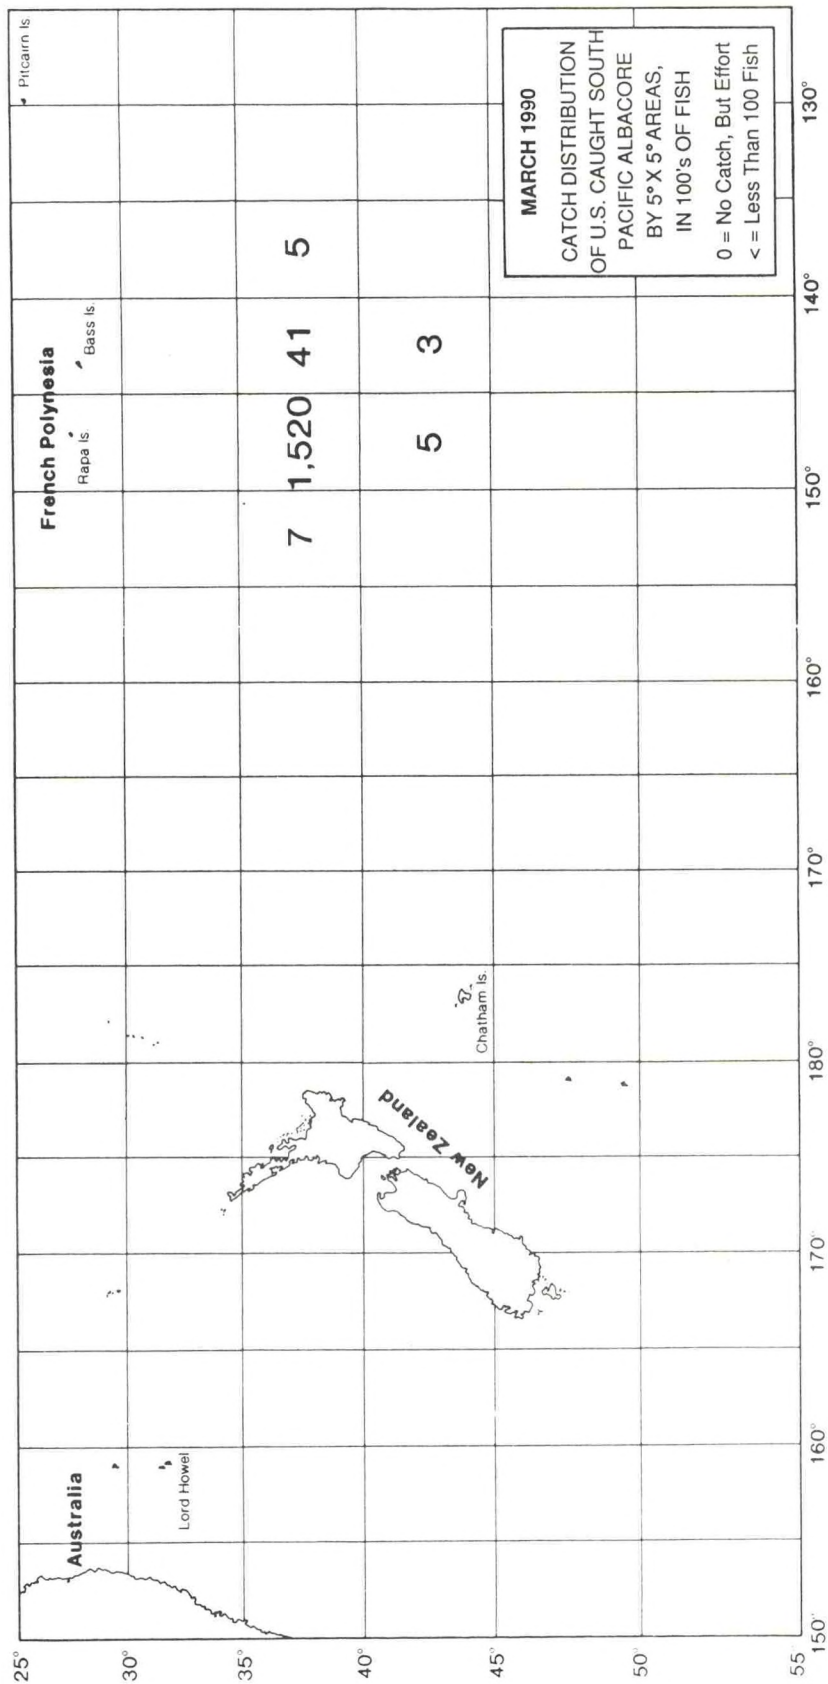 Pitcairn Is
French Polynesia
Rapa Is.
Bass Is.
7
1,520
41
5
5
3
MARCH 1990
CATCH DISTRIBUTION
OF U.S. CAUGHT SOUTH
PACIFIC ALBACORE
BY 5° X 5° AREAS,
IN 100's OF FISH
0 = No Catch, But Effort
< = Less Than 100 Fish
Australia
Lord Howel
New Zealand
Chatham Is.
25°
30°
35°
40°
45°
50°
55°
150°
160°
170°
180°
170°
160°
150°
140°
130°